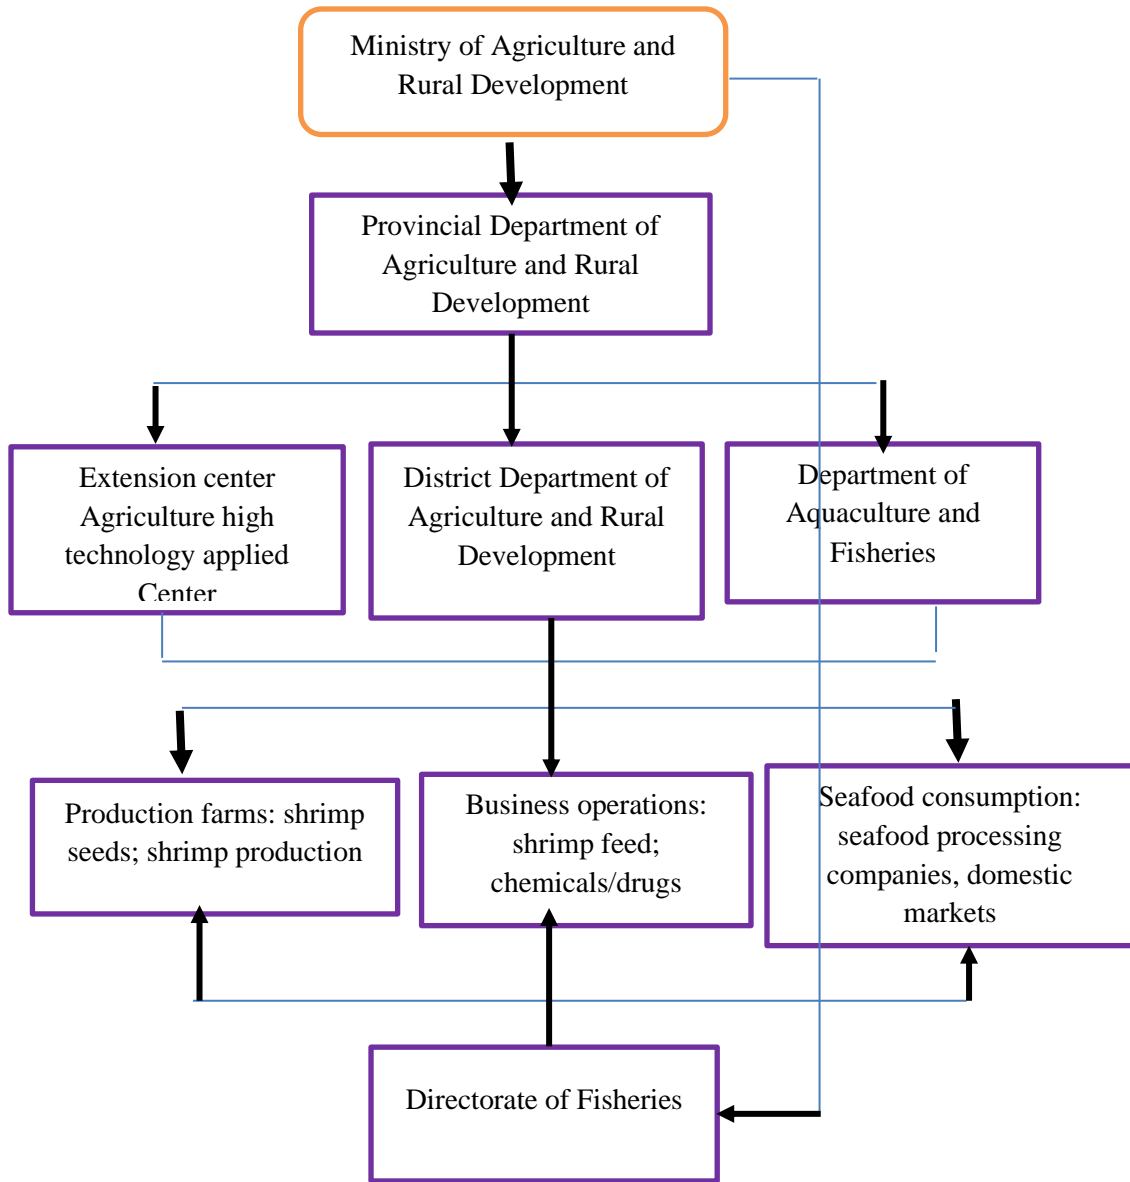 Ministry of Agriculture and
Rural Development
Provincial Department of
Agriculture and Rural
Development
Extension center
Agriculture high
technology applied
Center
District Department of
Agriculture and Rural
Development
Department of
Aquaculture and
Fisheries
Production farms: shrimp
seeds; shrimp production
Business operations:
shrimp feed;
chemicals/drugs
Seafood consumption:
seafood processing
companies, domestic
markets
Directorate of Fisheries